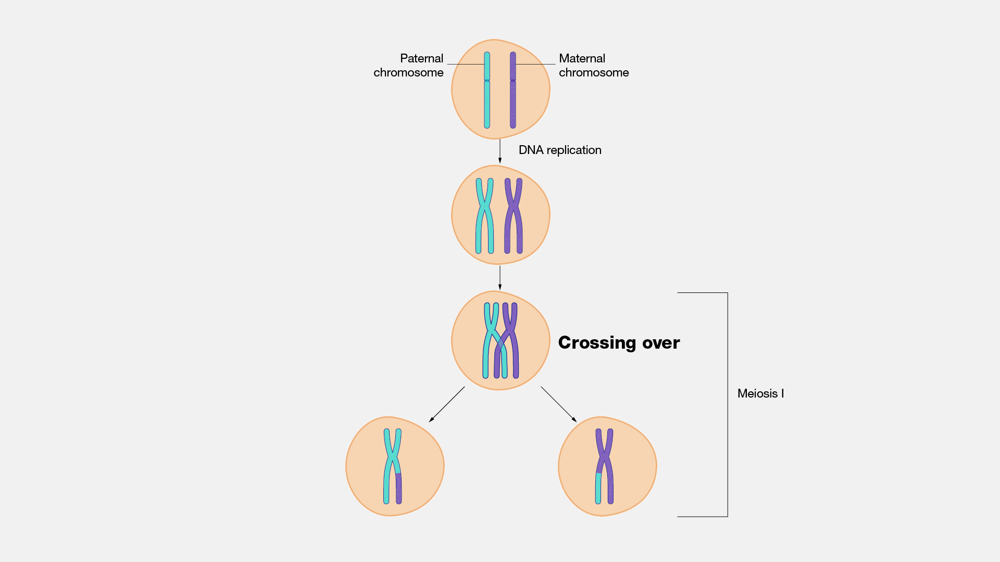 Paternal
chromosome
Maternal
chromosome
DNA replication
Crossing over
Meiosis I